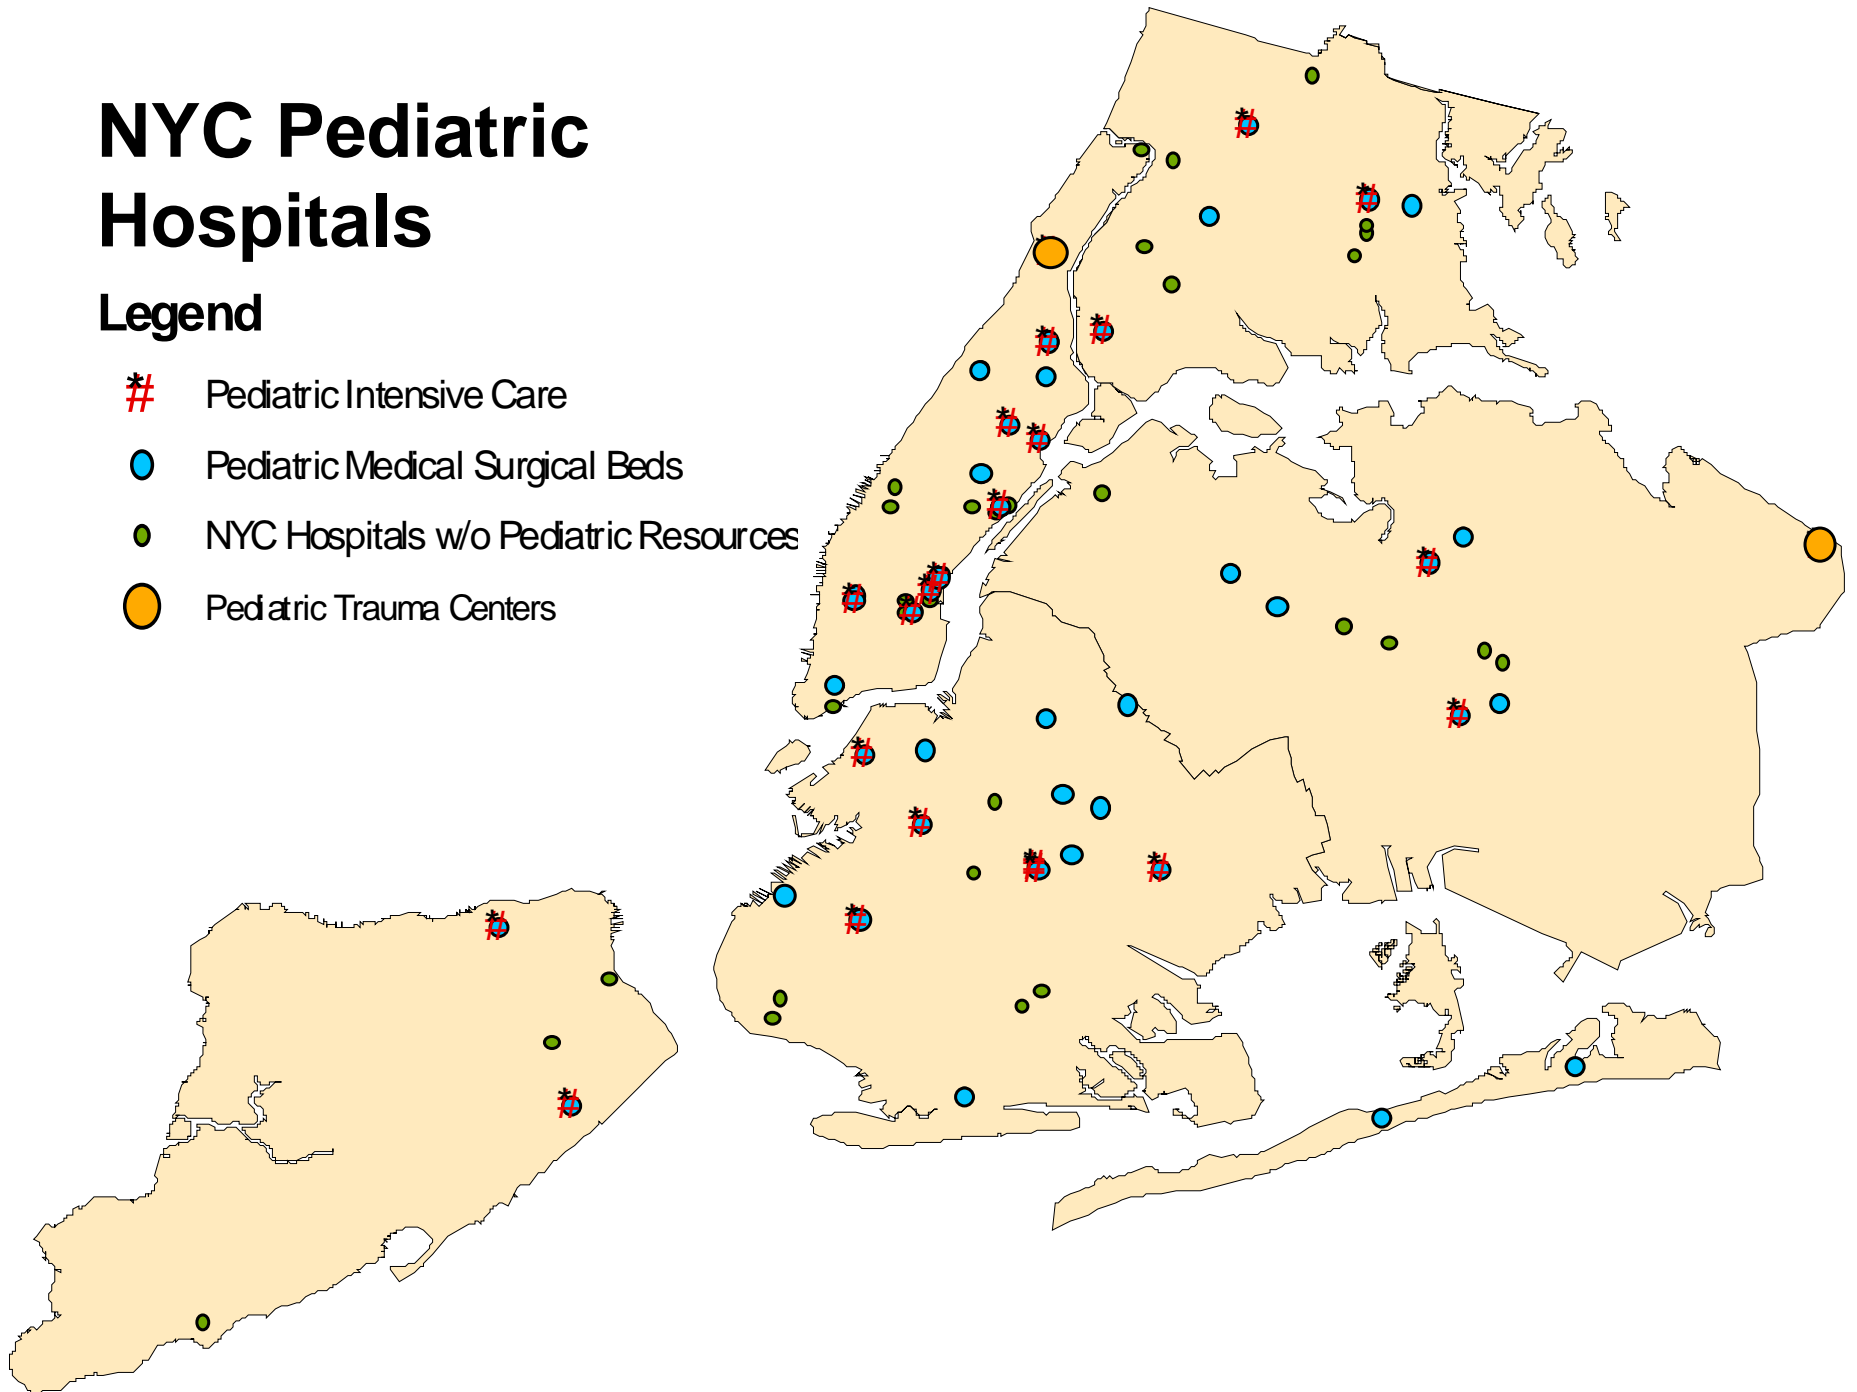 NYC Pediatric
Hospitals
Legend
Pediatric Intensive Care
Pediatric Medical Surgical Beds
NYC Hospitals w/o Pediatric Resources
Pediatric Trauma Centers